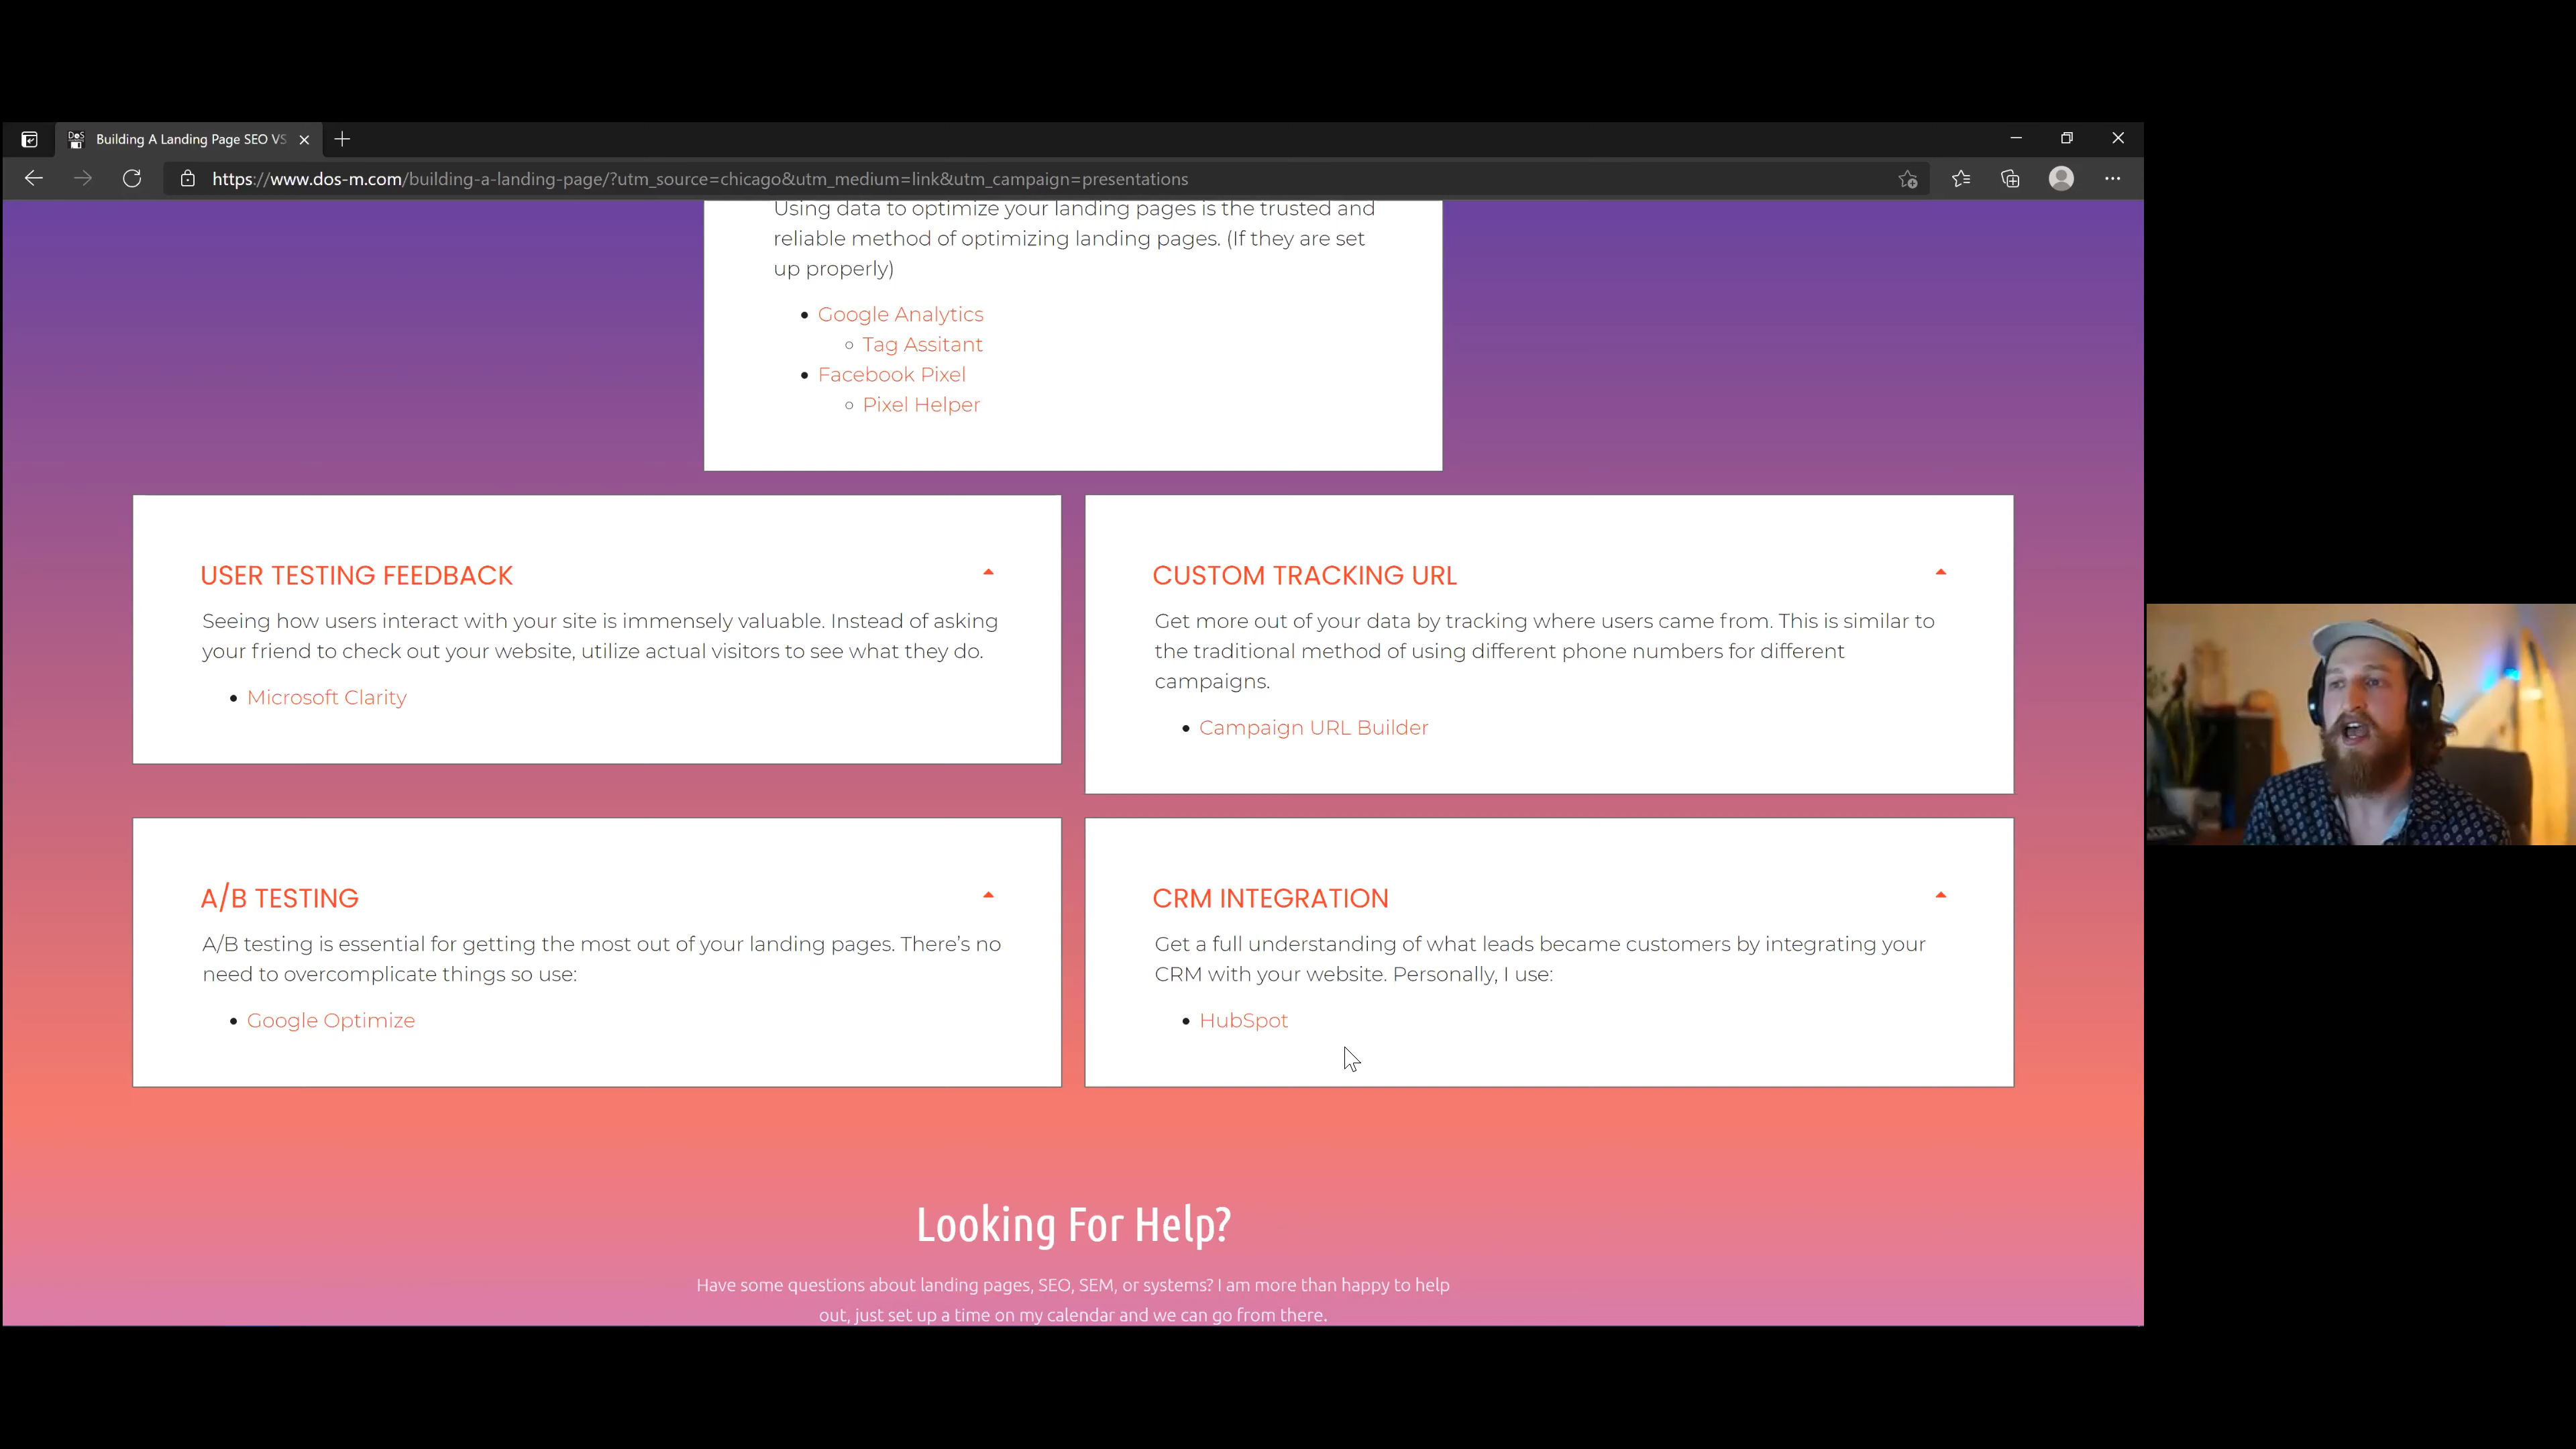 Building A Landing Page SEO VS
https://www.dos-m.com/building-a-landing-page/?utm_source=chicago&utm_medium=link&utm_campaign=presentations
Using data to optimize your landing pages is the trusted and
reliable method of optimizing landing pages. (If they are set
up properly)
Google Analytics
Tag Assitant
Facebook Pixel
Pixel Helper
USER TESTING FEEDBACK
Seeing how users interact with your site is immensely valuable. Instead of asking
your friend to check out your website, utilize actual visitors to see what they do.
Microsoft Clarity
CUSTOM TRACKING URL
Get more out of your data by tracking where users came from. This is similar to
the traditional method of using different phone numbers for different
campaigns.
Campaign URL Builder
A/B TESTING
A/B testing is essential for getting the most out of your landing pages. There's no
need to overcomplicate things so use:
Google Optimize
CRM INTEGRATION
Get a full understanding of what leads became customers by integrating your
CRM with your website. Personally, I use:
HubSpot
Looking For Help?
Have some questions about landing pages, SEO, SEM, or systems? I am more than happy to help
out, just set up a time on my calendar and we can go from there.